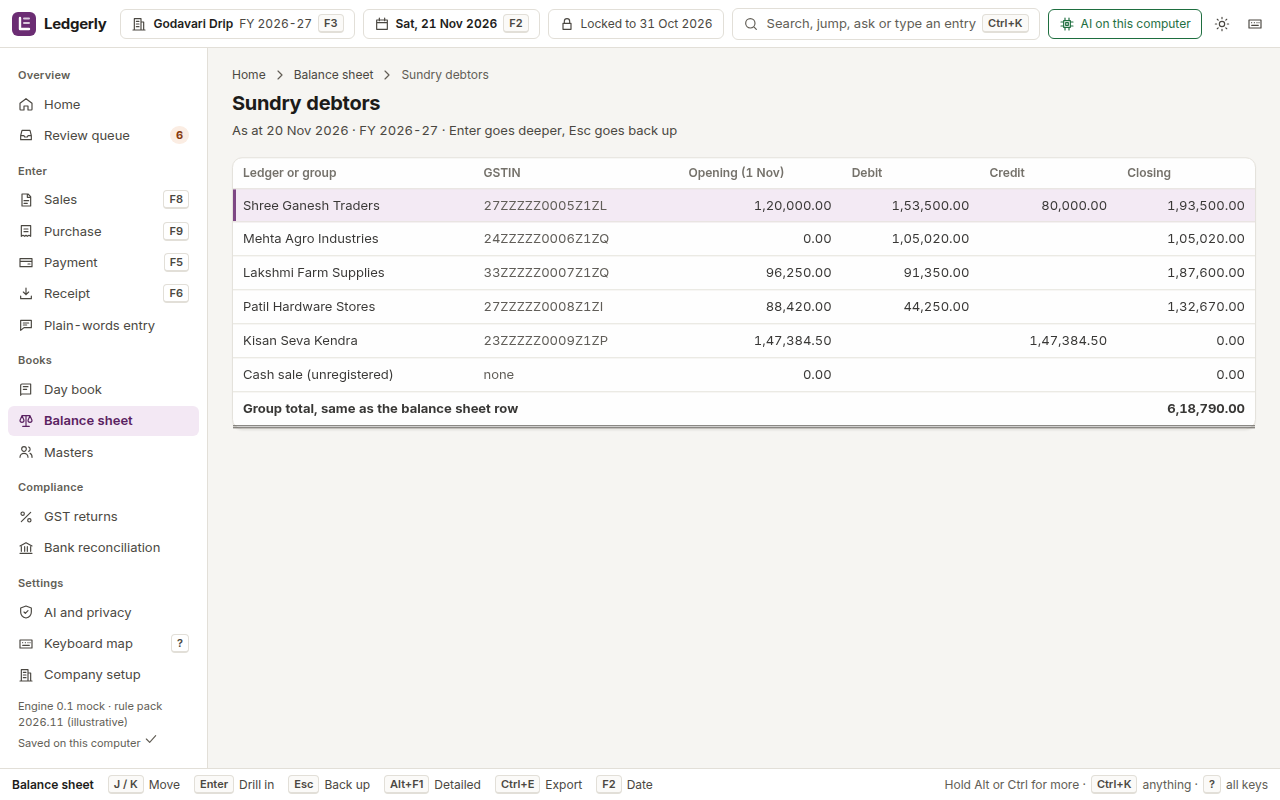 Ledgerly
Godavari Drip FY 2026-27 F3
Sat, 21 Nov 2026 F2
Locked to 31 Oct 2026
Search, jump, ask or type an entry Ctrl+K
AI on this computer
Overview
Home
Review queue 6
Enter
Sales F8
Purchase F9
Payment F5
Receipt F6
Plain-words entry
Books
Day book
Balance sheet
Masters
Compliance
GST returns
Bank reconciliation
Settings
AI and privacy
Keyboard map ?
Company setup
Engine 0.1 mock · rule pack
2026.11 (illustrative)
Saved on this computer
Home Balance sheet Sundry debtors
Sundry debtors
As at 20 Nov 2026 · FY 2026-27 · Enter goes deeper, Esc goes back up
Ledger or group GSTIN Opening (1 Nov) Debit Credit Closing
Shree Ganesh Traders 27ZZZZZ0005Z1ZL 1,20,000.00 1,53,500.00 80,000.00 1,93,500.00
Mehta Agro Industries 24ZZZZZ0006Z1ZQ 0.00 1,05,020.00 1,05,020.00
Lakshmi Farm Supplies 33ZZZZZ0007Z1ZQ 96,250.00 91,350.00 1,87,600.00
Patil Hardware Stores 27ZZZZZ0008Z1ZI 88,420.00 44,250.00 1,32,670.00
Kisan Seva Kendra 23ZZZZZ0009Z1ZP 1,47,384.50 1,47,384.50 0.00
Cash sale (unregistered) none 0.00 0.00
Group total, same as the balance sheet row 6,18,790.00
Balance sheet J / K Move Enter Drill in Esc Back up Alt+F1 Detailed Ctrl+E Export F2 Date
Hold Alt or Ctrl for more · Ctrl+K anything · ? all keys